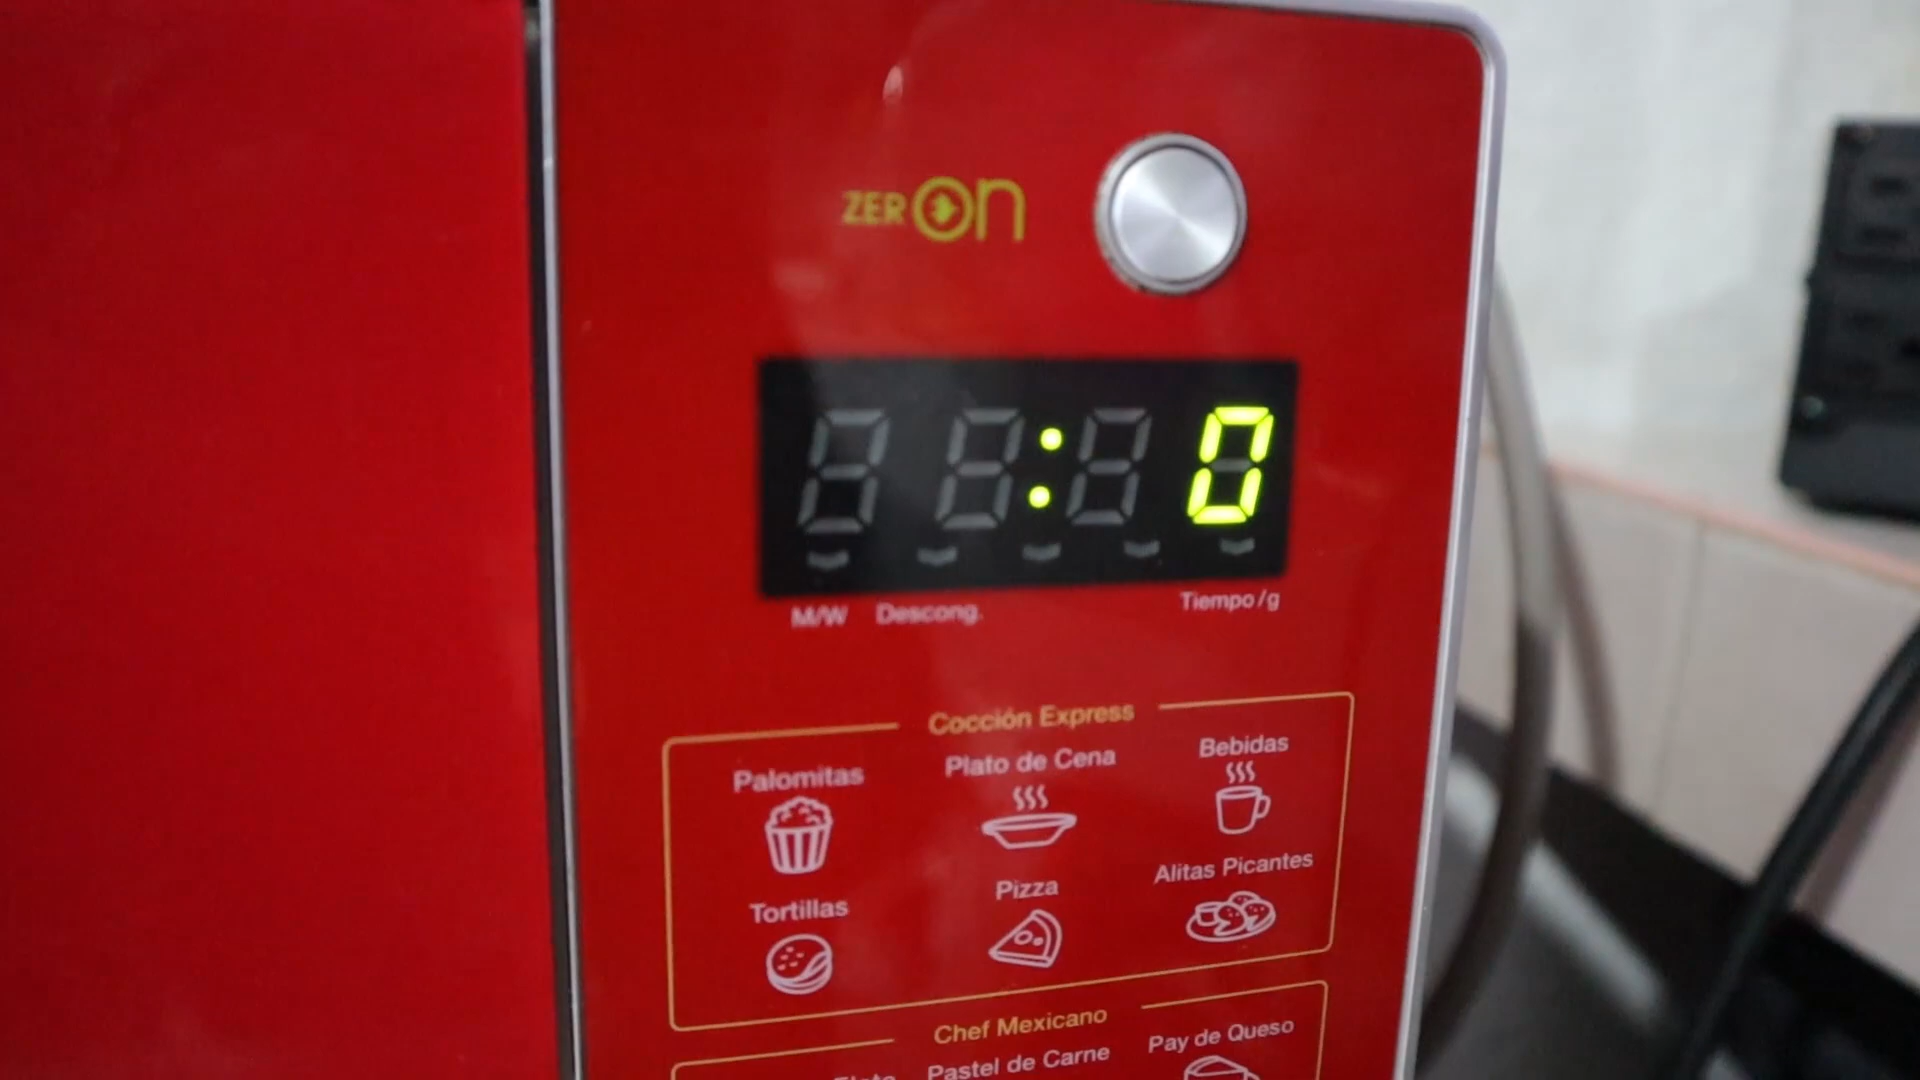 ZEROn
:0
M/W Descong. Tiempo/g
Cocción Express
Palomitas Plato de Cena Bebidas
Tortillas Pizza Alitas Picantes
Chef Mexicano
Pastel de Carne Pay de Queso